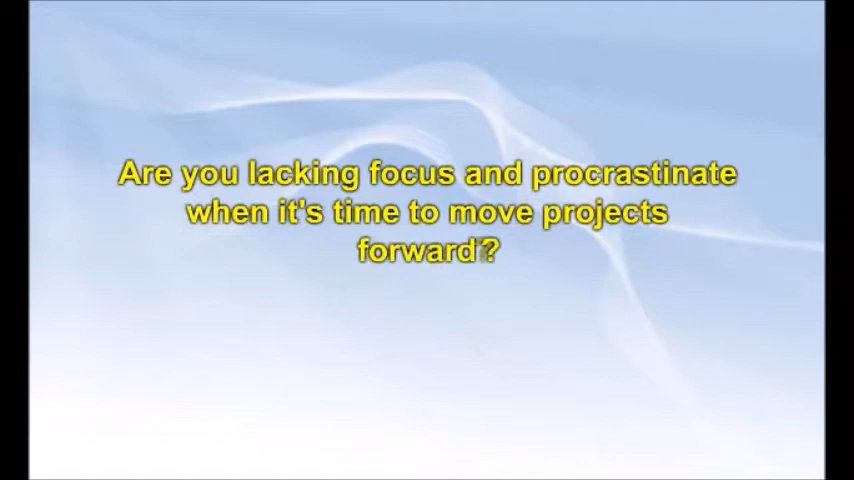 Are you lacking focus and procrastinate
when it's time to move projects
forward?